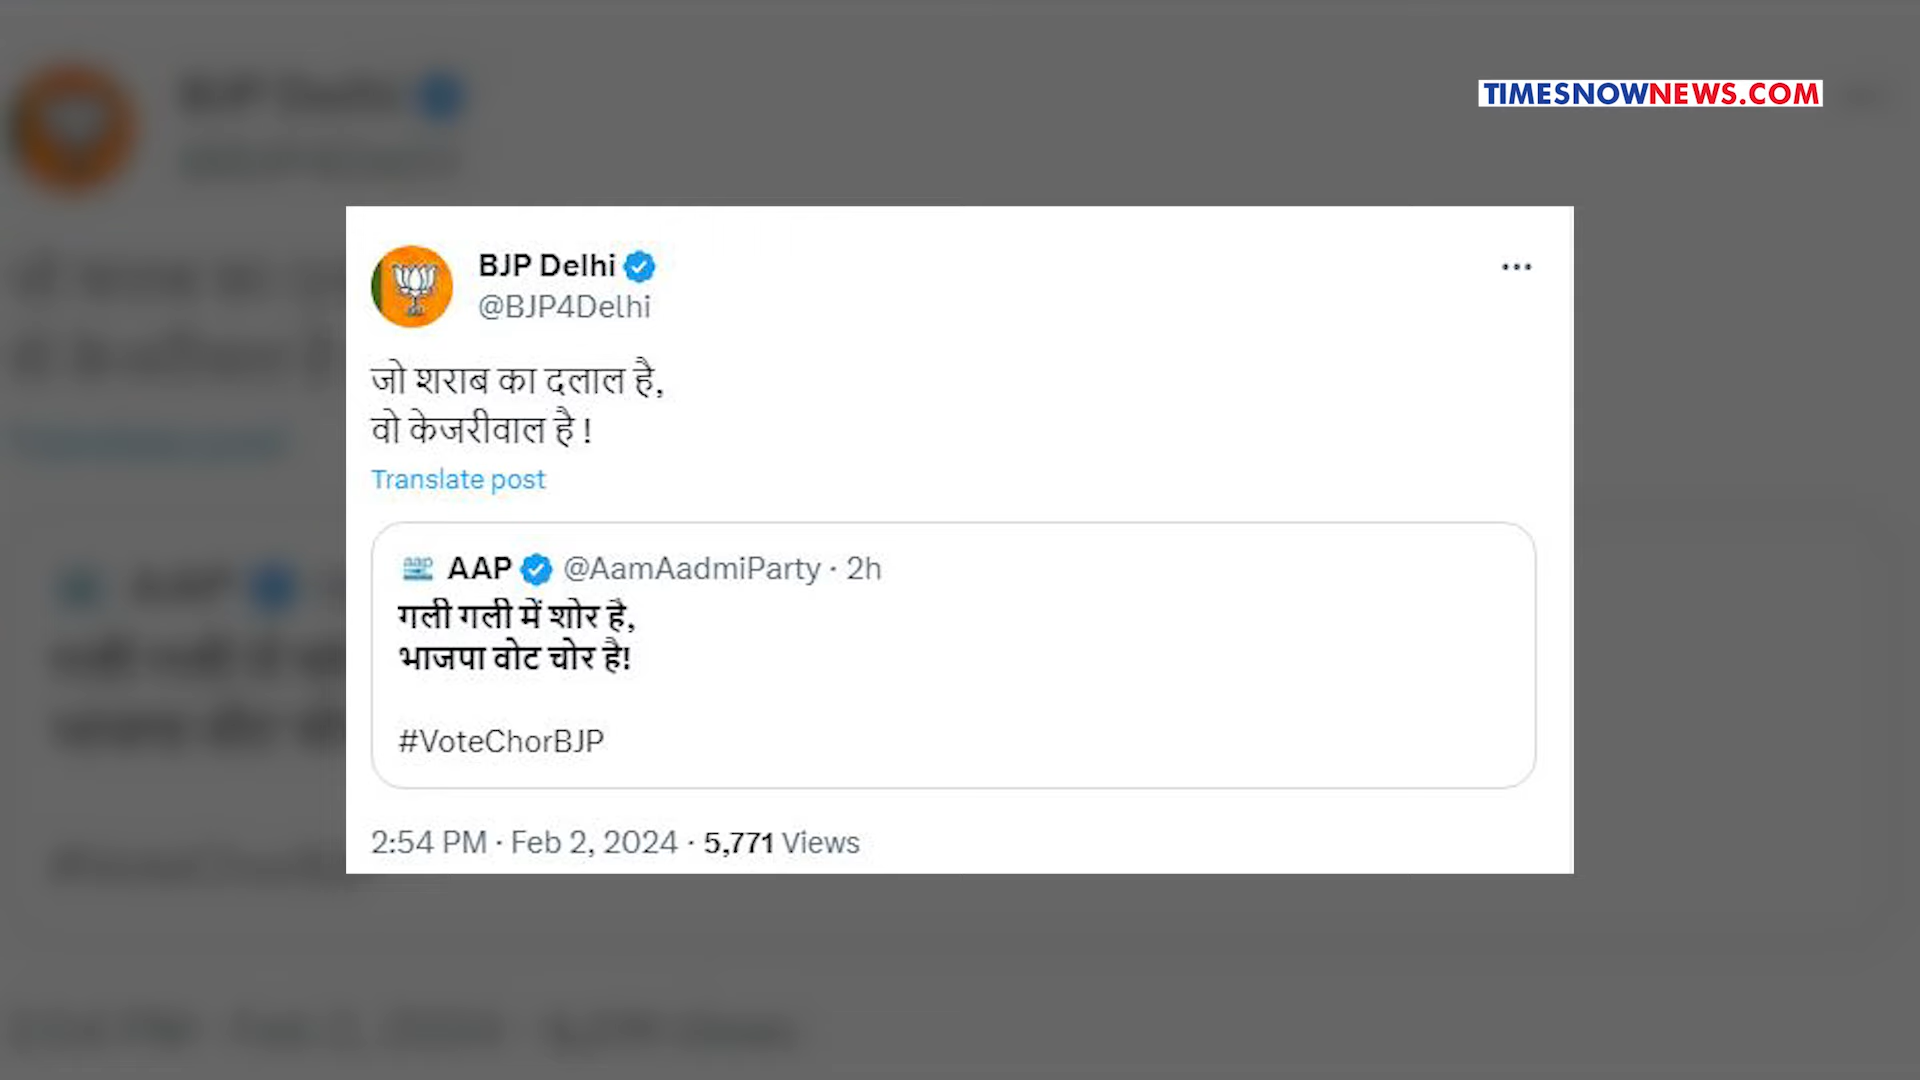 TIMESNOWNEWS.COM
BJP Delhi
@BJP4Delhi
जो शराब का दलाल है,
वो केजरीवाल है !
Translate post
AAP @AamAadmiParty · 2h
गली गली में शोर है,
भाजपा वोट चोर है!
#VoteChorBJP
2:54 PM · Feb 2, 2024 · 5,771 Views